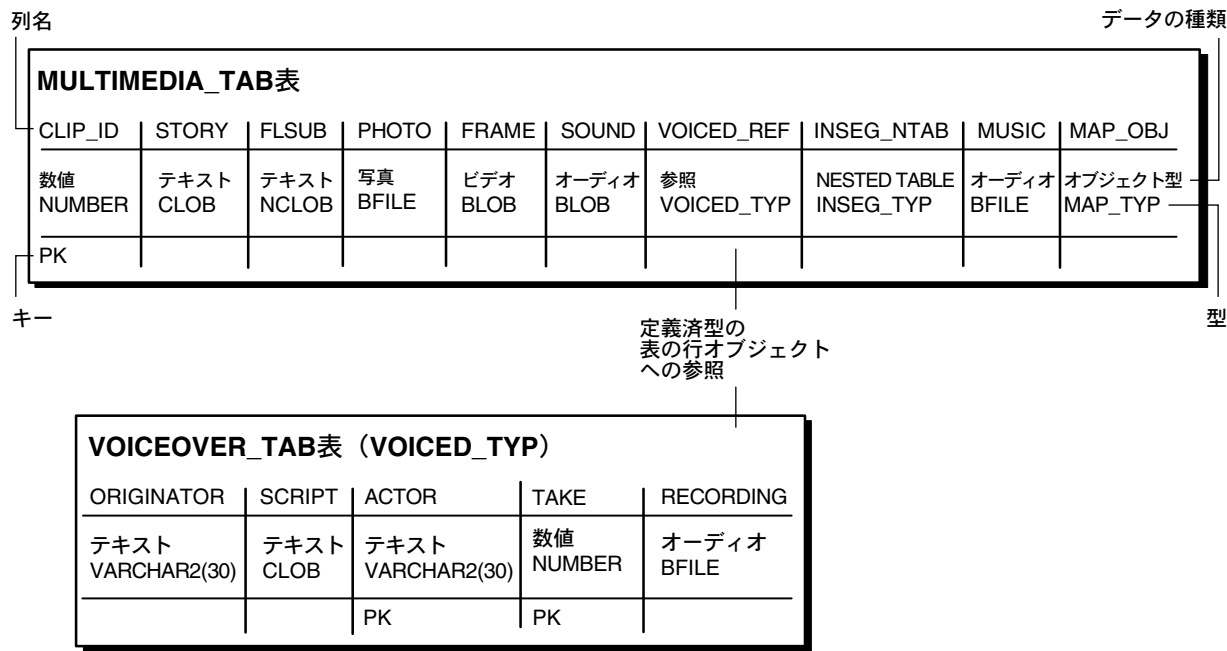 列名
データの種類
MULTIMEDIA_TAB表
CLIP_ID STORY FLSUB PHOTO FRAME SOUND VOICED_REF INSEG_NTAB MUSIC MAP_OBJ
数値 テキスト テキスト 写真 ビデオ オーディオ 参照 NESTED TABLE オーディオ オブジェクト型
NUMBER CLOB NCLOB BFILE BLOB BLOB VOICED_TYP INSEG_TYP BFILE MAP_TYP
PK
キー
型
定義済型の
表の行オブジェクト
への参照
VOICEOVER_TAB表（VOICED_TYP）
ORIGINATOR SCRIPT ACTOR TAKE RECORDING
テキスト テキスト テキスト 数値 オーディオ
VARCHAR2(30) CLOB VARCHAR2(30) NUMBER BFILE
PK PK